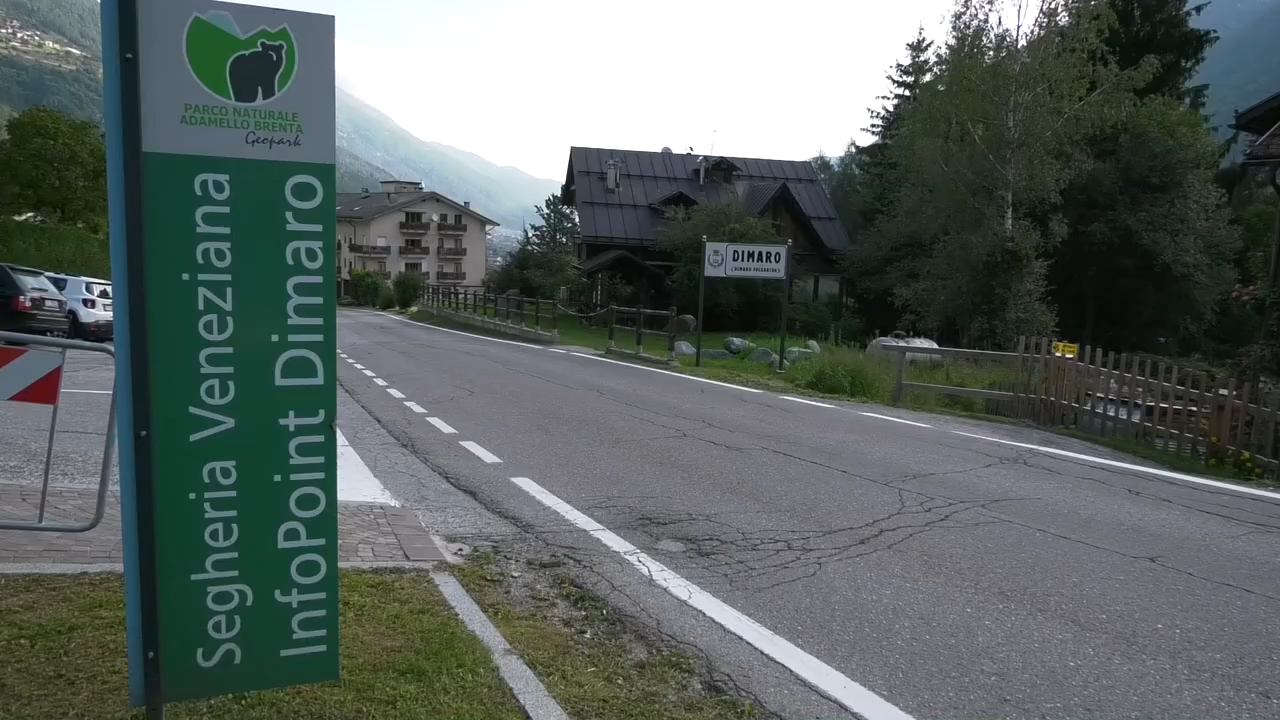 PARCO NATURALE
ADAMELLO BRENTA
Geopark
Segheria Veneziana
InfoPoint Dimaro
DIMARO
(DIMARO FOLGARIDA)